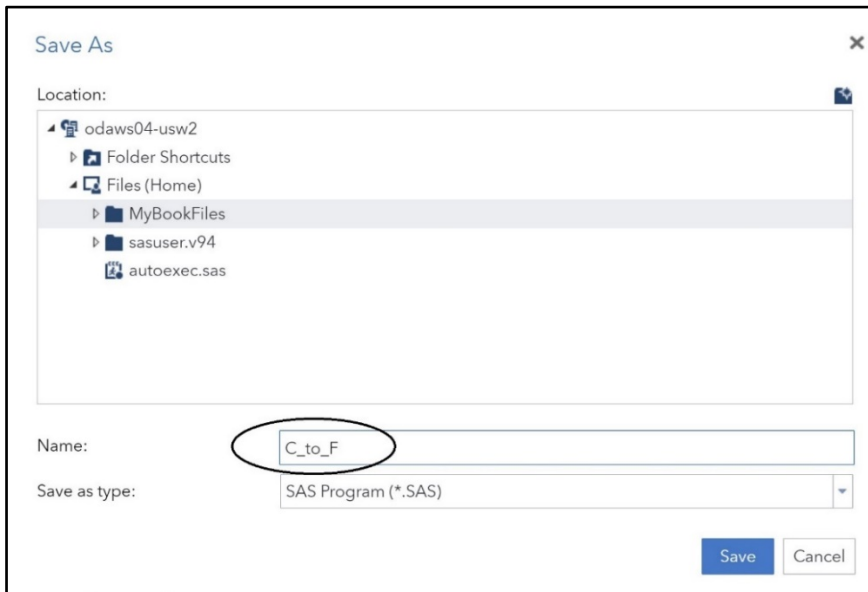 Save As
Location:
odaws04-usw2
Folder Shortcuts
Files (Home)
MyBookFiles
sasuser.v94
autoexec.sas
Name:
C_to_F
Save as type:
SAS Program (*.SAS)
Save Cancel